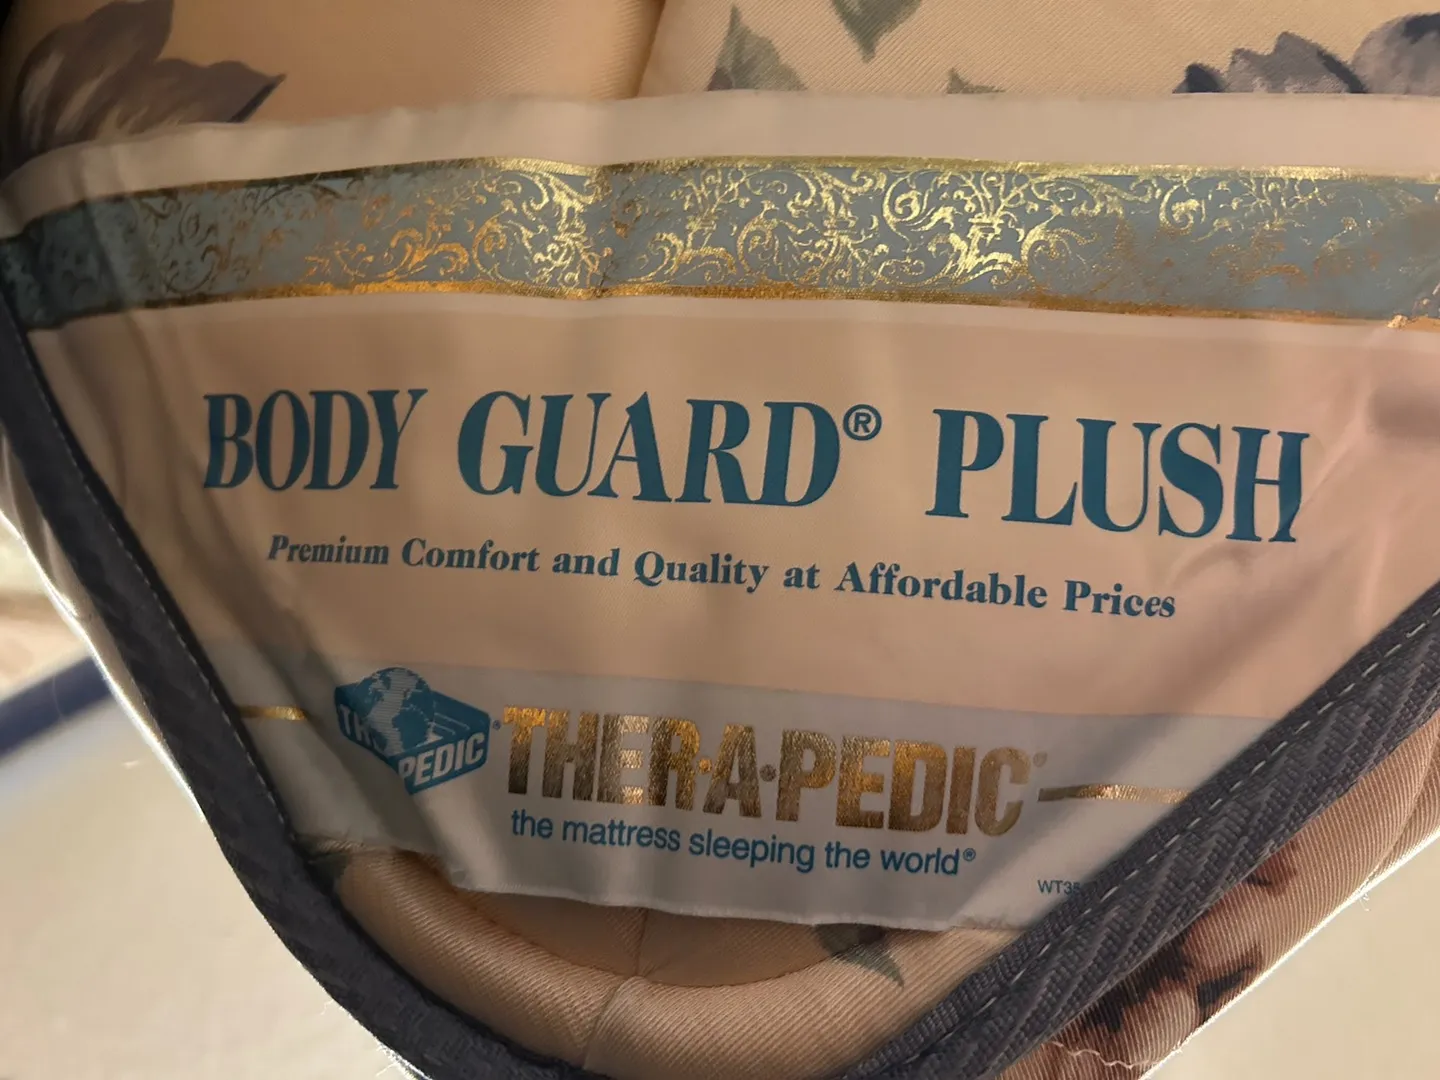 BODY GUARD® PLUSH
Premium Comfort and Quality at Affordable Prices
PEDIC
THER·A·PEDIC®
the mattress sleeping the world®